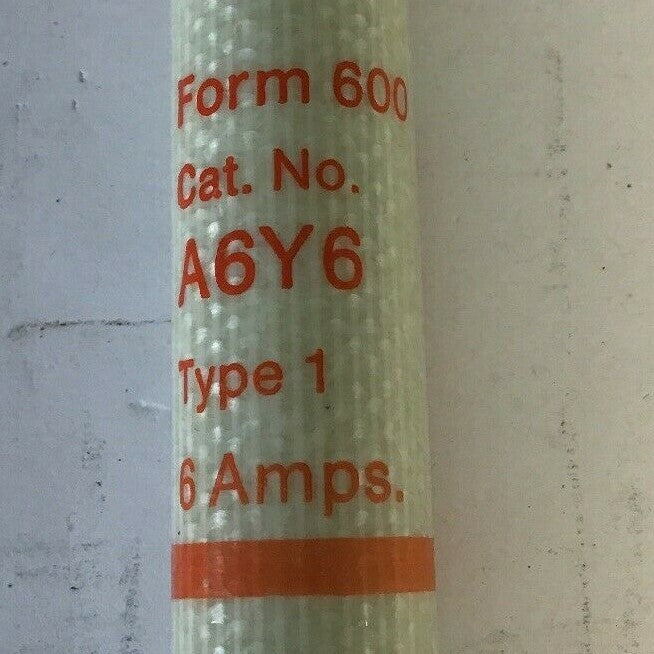 Form 600
Cat. No.
A6Y6
Type 1
6 Amps.